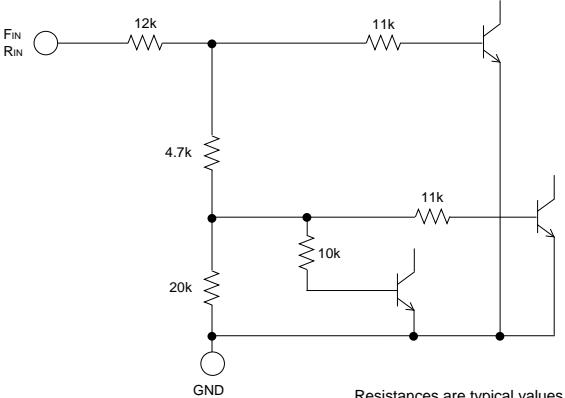 12k
11k
FIN
RIN
4.7k
11k
10k
20k
GND
Resistances are typical values